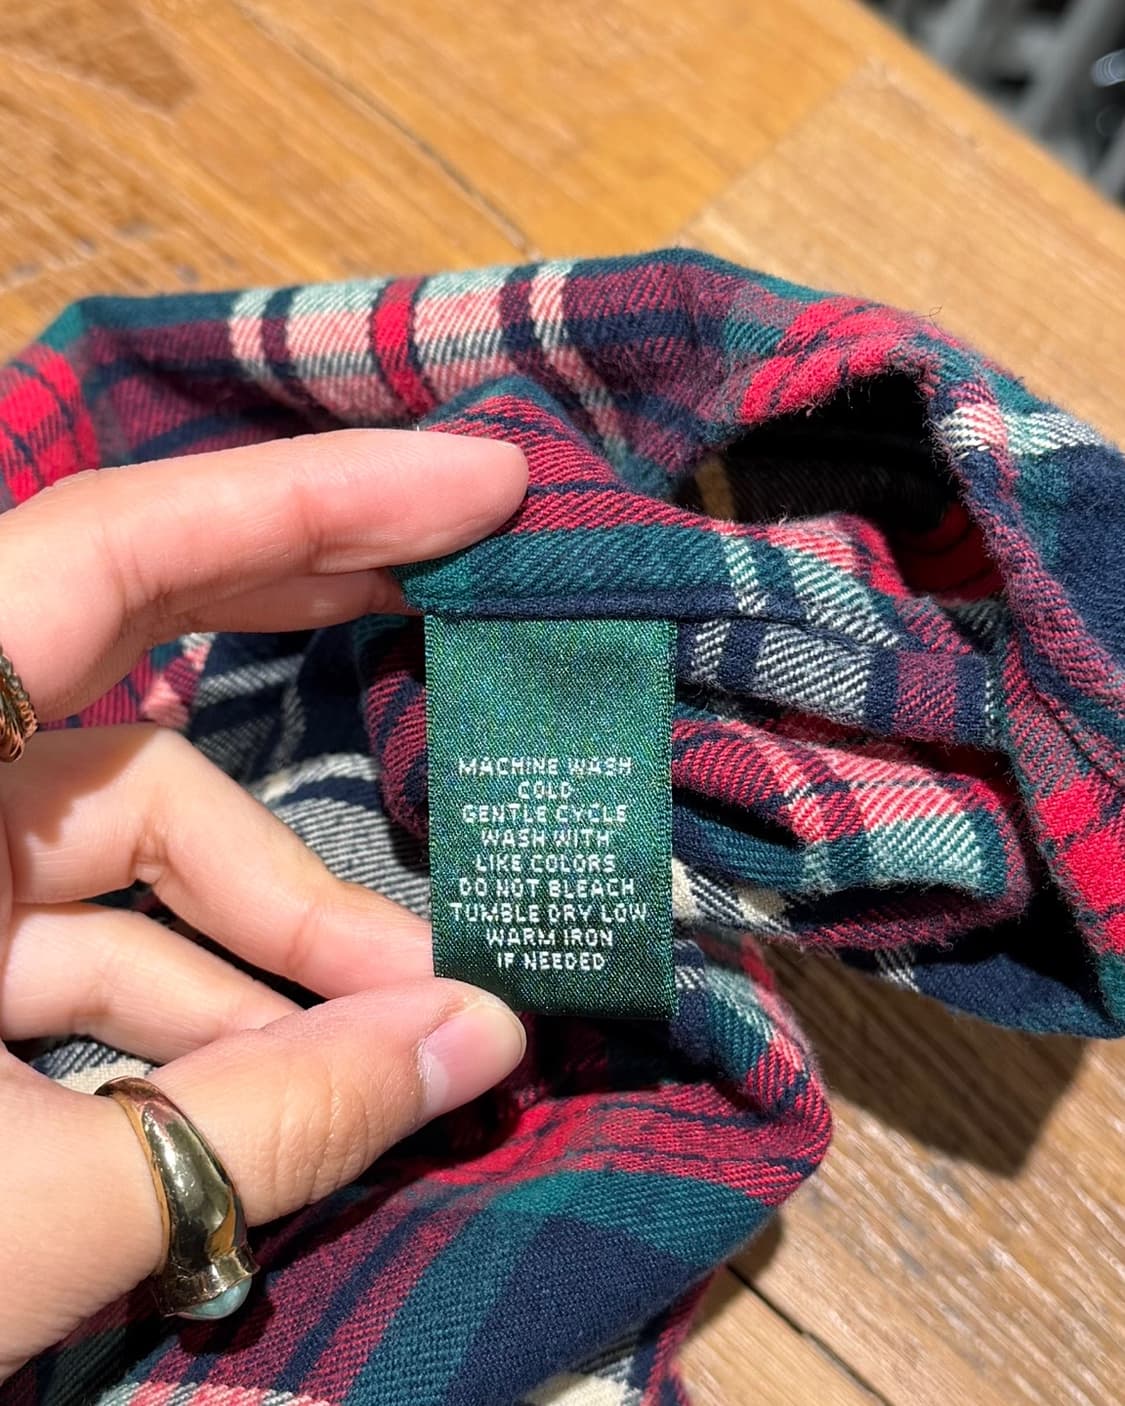 MACHINE WASH
COLD
GENTLE CYCLE
WASH WITH
LIKE COLORS
DO NOT BLEACH
TUMBLE DRY LOW
WARM IRON
IF NEEDED